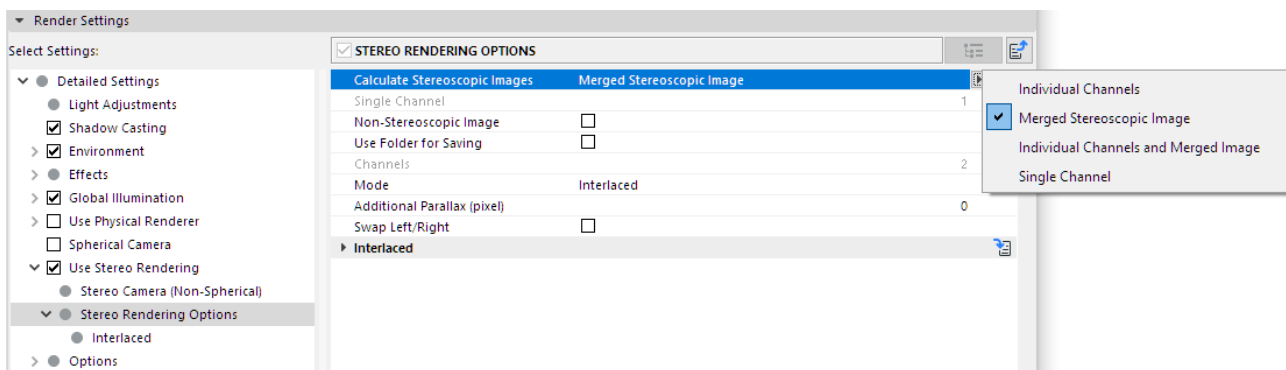 Render Settings
Select Settings:
STEREO RENDERING OPTIONS
Detailed Settings
Light Adjustments
Shadow Casting
Environment
Effects
Global Illumination
Use Physical Renderer
Spherical Camera
Use Stereo Rendering
Stereo Camera (Non-Spherical)
Stereo Rendering Options
Interlaced
Options
Calculate Stereoscopic Images Merged Stereoscopic Image
Single Channel 1
Non-Stereoscopic Image
Use Folder for Saving
Channels 2
Mode Interlaced
Additional Parallax (pixel) 0
Swap Left/Right
Interlaced
Individual Channels
Merged Stereoscopic Image
Individual Channels and Merged Image
Single Channel